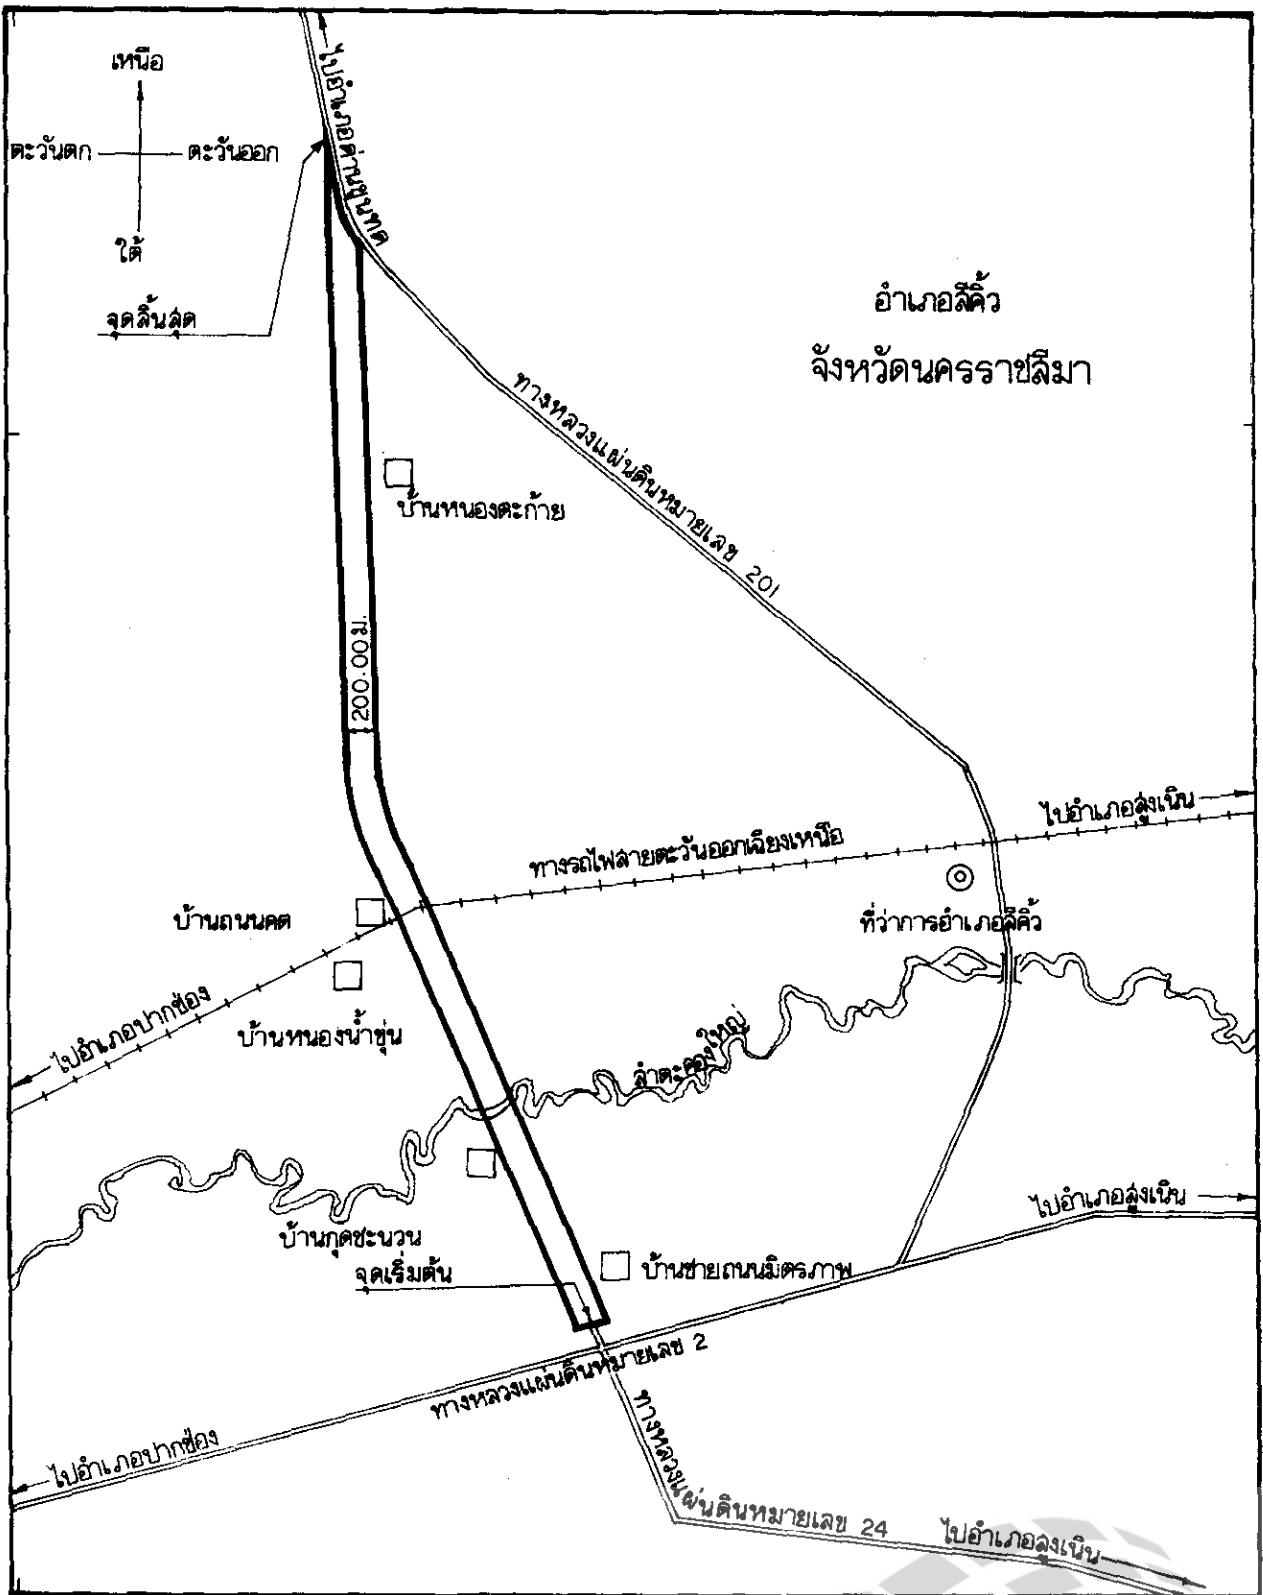 เหนือ
ตะวันตก
ตะวันออก
ใต้
ไปอำเภอด่านขุนทด
จุดสิ้นสุด
อำเภอสีคิ้ว
จังหวัดนครราชสีมา
ทางหลวงแผ่นดินหมายเลข 201
บ้านหนองตะก้าย
200.00 ม.
ไปอำเภอสูงเนิน
ทางรถไฟสายตะวันออกเฉียงเหนือ
บ้านถนนคต
ที่ว่าการอำเภอสีคิ้ว
ไปอำเภอปากช่อง
บ้านหนองน้ำขุ่น
ลำตะคองใหญ่
ไปอำเภอสูงเนิน
บ้านกุดชะนวน
จุดเริ่มต้น
บ้านชายถนนมิตรภาพ
ทางหลวงแผ่นดินหมายเลข 2
ไปอำเภอปากช่อง
ทางหลวงแผ่นดินหมายเลข 24
ไปอำเภอสูงเนิน